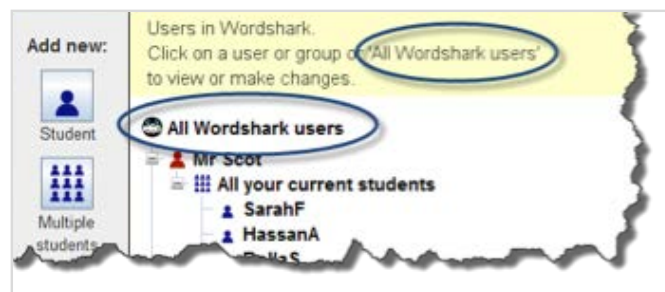 Add new:
Student
Multiple
students
Users in Wordshark.
Click on a user or group or 'All Wordshark users'
to view or make changes.
All Wordshark users
Mr Scot
All your current students
SarahF
HassanA